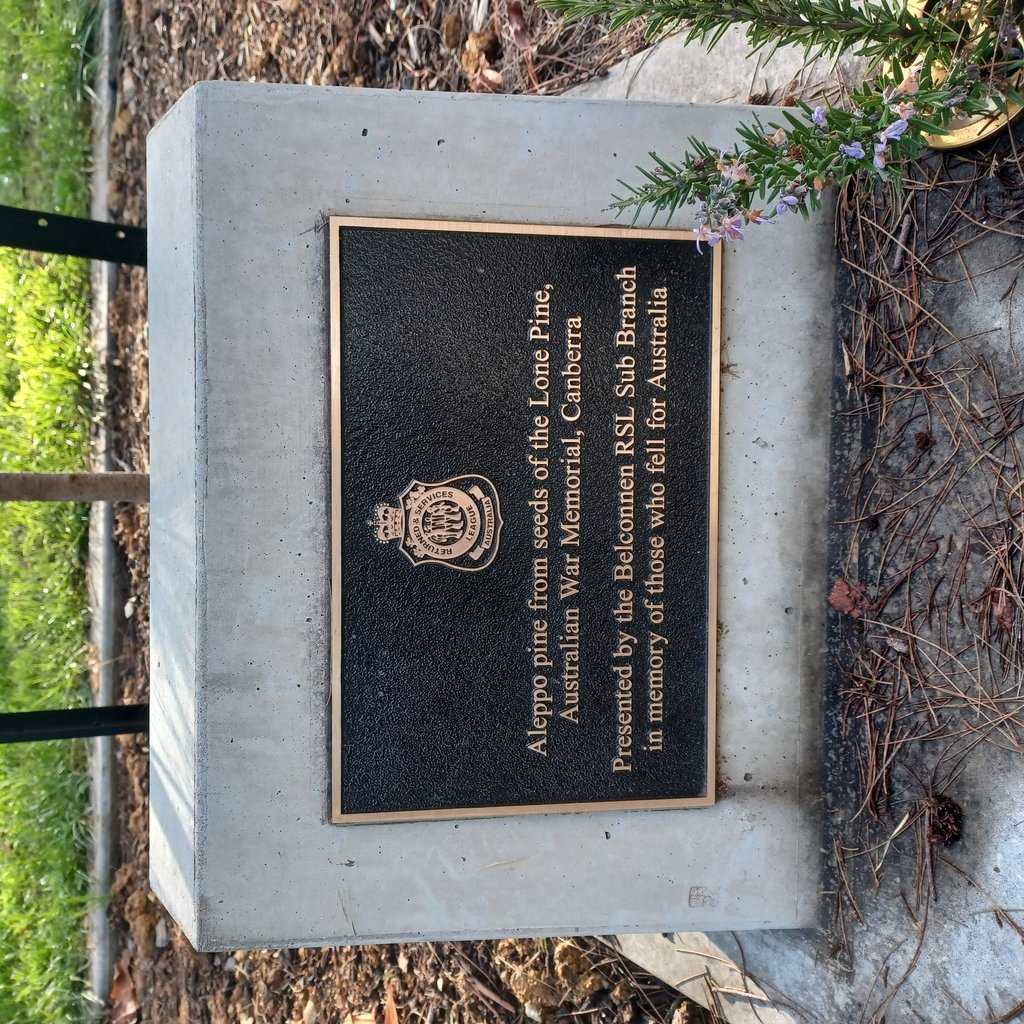 RETURNED & SERVICES
LEAGUE
AUSTRALIA
Aleppo pine from seeds of the Lone Pine,
Australian War Memorial, Canberra
Presented by the Belconnen RSL Sub Branch
in memory of those who fell for Australia